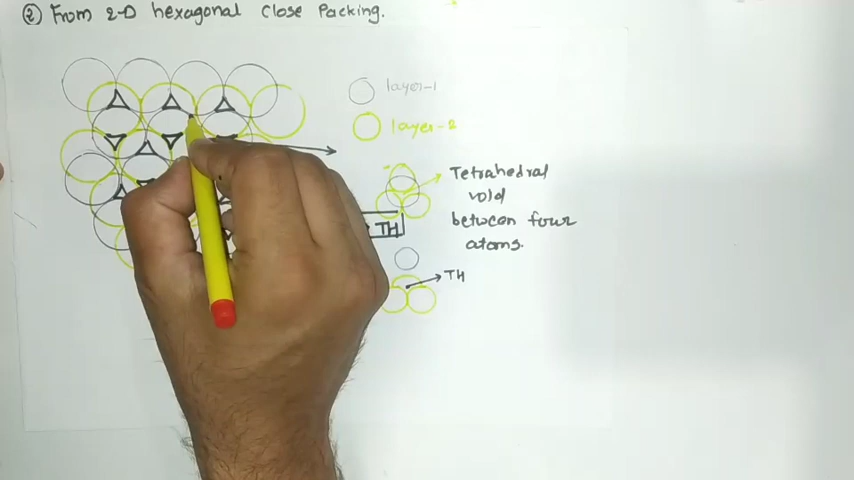 ② From 2-D hexagonal Close Packing.
layer-1
layer-2
Tetrahedral
void
between four
atoms.
TH
TH